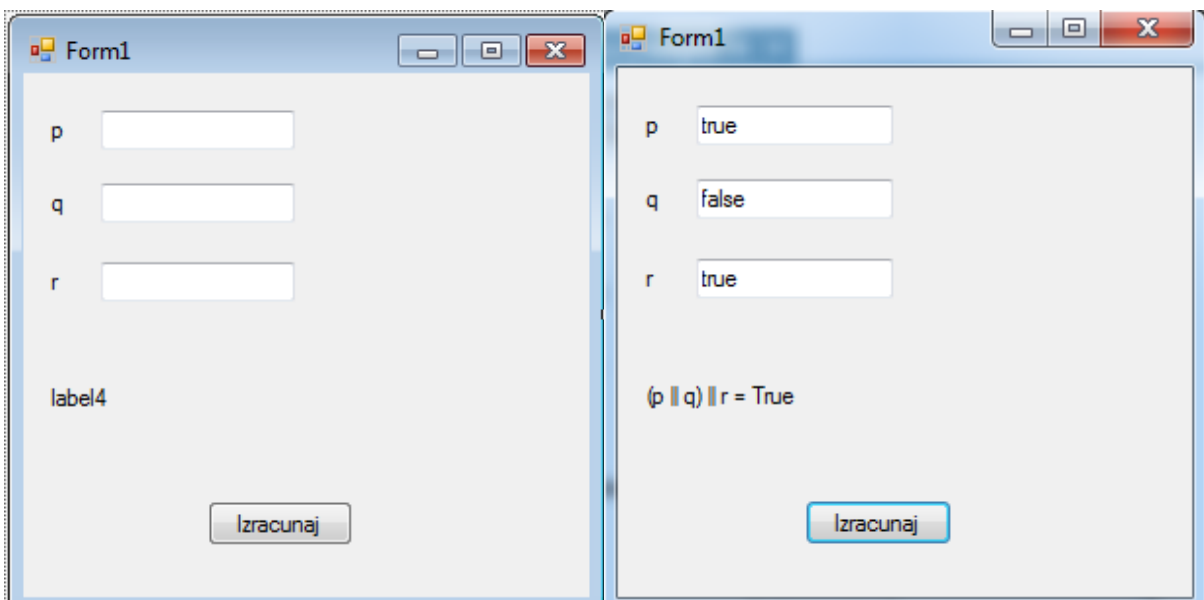 Form1
p
q
r
label4
Izracunaj
Form1
p true
q false
r true
(p || q) || r = True
Izracunaj